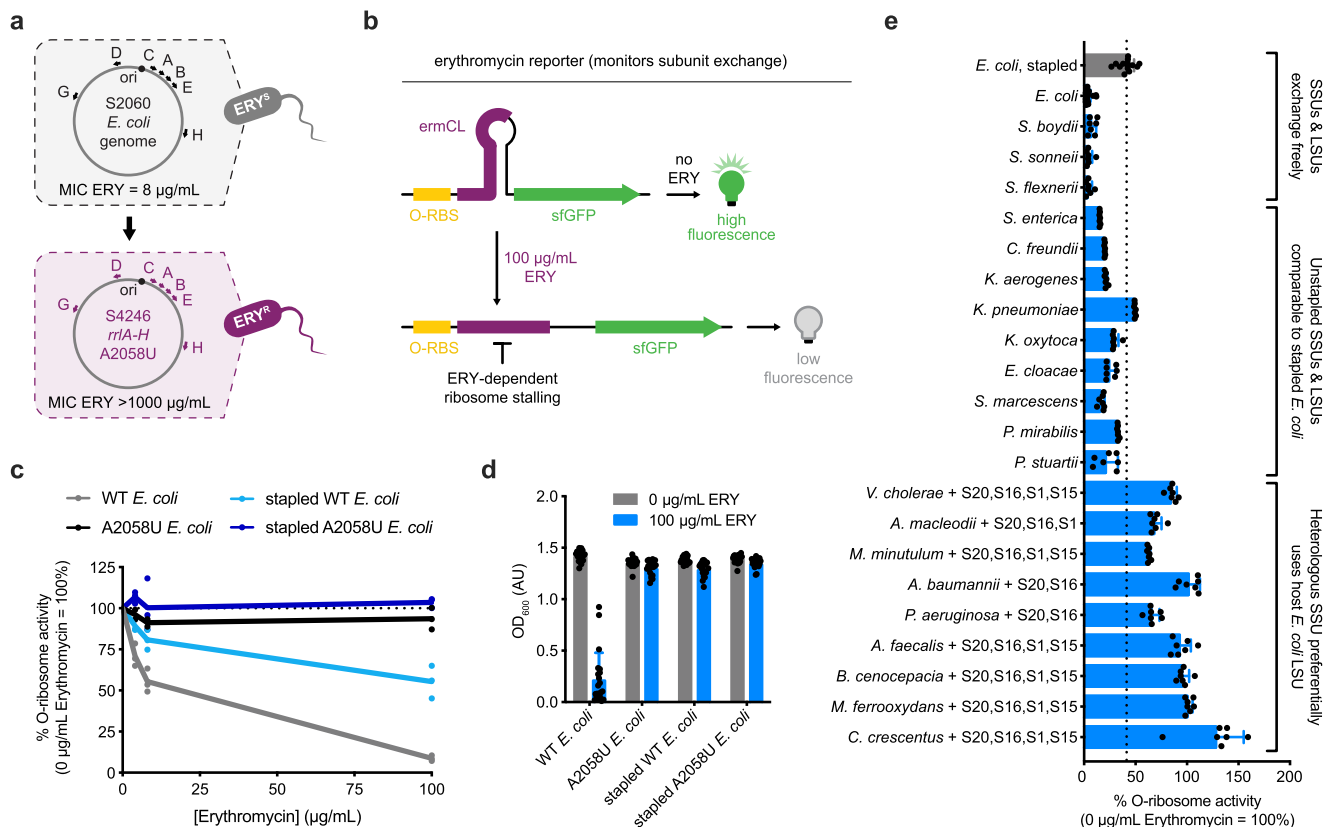 a
D C A B E
ori
G
H
S2060
E. coli
genome
ERYS
MIC ERY = 8 µg/mL
D C A B E
ori
G
H
S4246
rrlA-H
A2058U
ERYR
MIC ERY >1000 µg/mL
b
erythromycin reporter (monitors subunit exchange)
ermCL
O-RBS
sfGFP
no
ERY
high
fluorescence
100 µg/mL
ERY
O-RBS
sfGFP
low
fluorescence
ERY-dependent
ribosome stalling
c
WT E. coli
stapled WT E. coli
A2058U E. coli
stapled A2058U E. coli
% O-ribosome activity
(0 µg/mL Erythromycin = 100%)
125
100
75
50
25
0
0 25 50 75 100
[Erythromycin] (µg/mL)
d
0 µg/mL ERY
100 µg/mL ERY
OD600 (AU)
2.0
1.5
1.0
0.5
0.0
WT E. coli
A2058U E. coli
stapled WT E. coli
stapled A2058U E. coli
e
E. coli, stapled
E. coli
S. boydii
S. sonneii
S. flexnerii
S. enterica
C. freundii
K. aerogenes
K. pneumoniae
K. oxytoca
E. cloacae
S. marcescens
P. mirabilis
P. stuartii
V. cholerae + S20,S16,S1,S15
A. macleodii + S20,S16,S1
M. minutulum + S20,S16,S1,S15
A. baumannii + S20,S16
P. aeruginosa + S20,S16
A. faecalis + S20,S16,S1,S15
B. cenocepacia + S20,S16,S1,S15
M. ferrooxydans + S20,S16,S1,S15
C. crescentus + S20,S16,S1,S15
SSUs & LSUs
exchange freely
Unstapled SSUs & LSUs
comparable to stapled E. coli
Heterologous SSU preferentially
uses host E. coli LSU
0 50 100 150 200
% O-ribosome activity
(0 µg/mL Erythromycin = 100%)